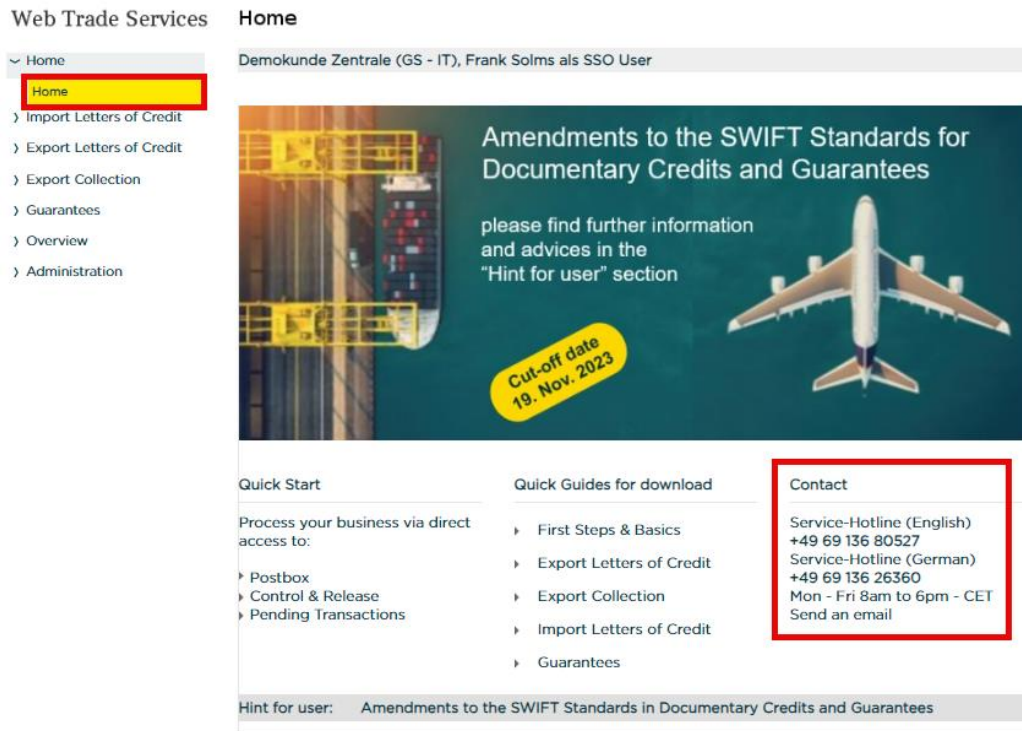 Web Trade Services
Home
Home
Home
Import Letters of Credit
Export Letters of Credit
Export Collection
Guarantees
Overview
Administration
Demokunde Zentrale (GS - IT), Frank Solms als SSO User
Amendments to the SWIFT Standards for
Documentary Credits and Guarantees
please find further information
and advices in the
“Hint for user” section
Cut-off date
19. Nov. 2023
Quick Start
Process your business via direct
access to:
Postbox
Control & Release
Pending Transactions
Quick Guides for download
First Steps & Basics
Export Letters of Credit
Export Collection
Import Letters of Credit
Guarantees
Contact
Service-Hotline (English)
+49 69 136 80527
Service-Hotline (German)
+49 69 136 26360
Mon - Fri 8am to 6pm - CET
Send an email
Hint for user: Amendments to the SWIFT Standards in Documentary Credits and Guarantees